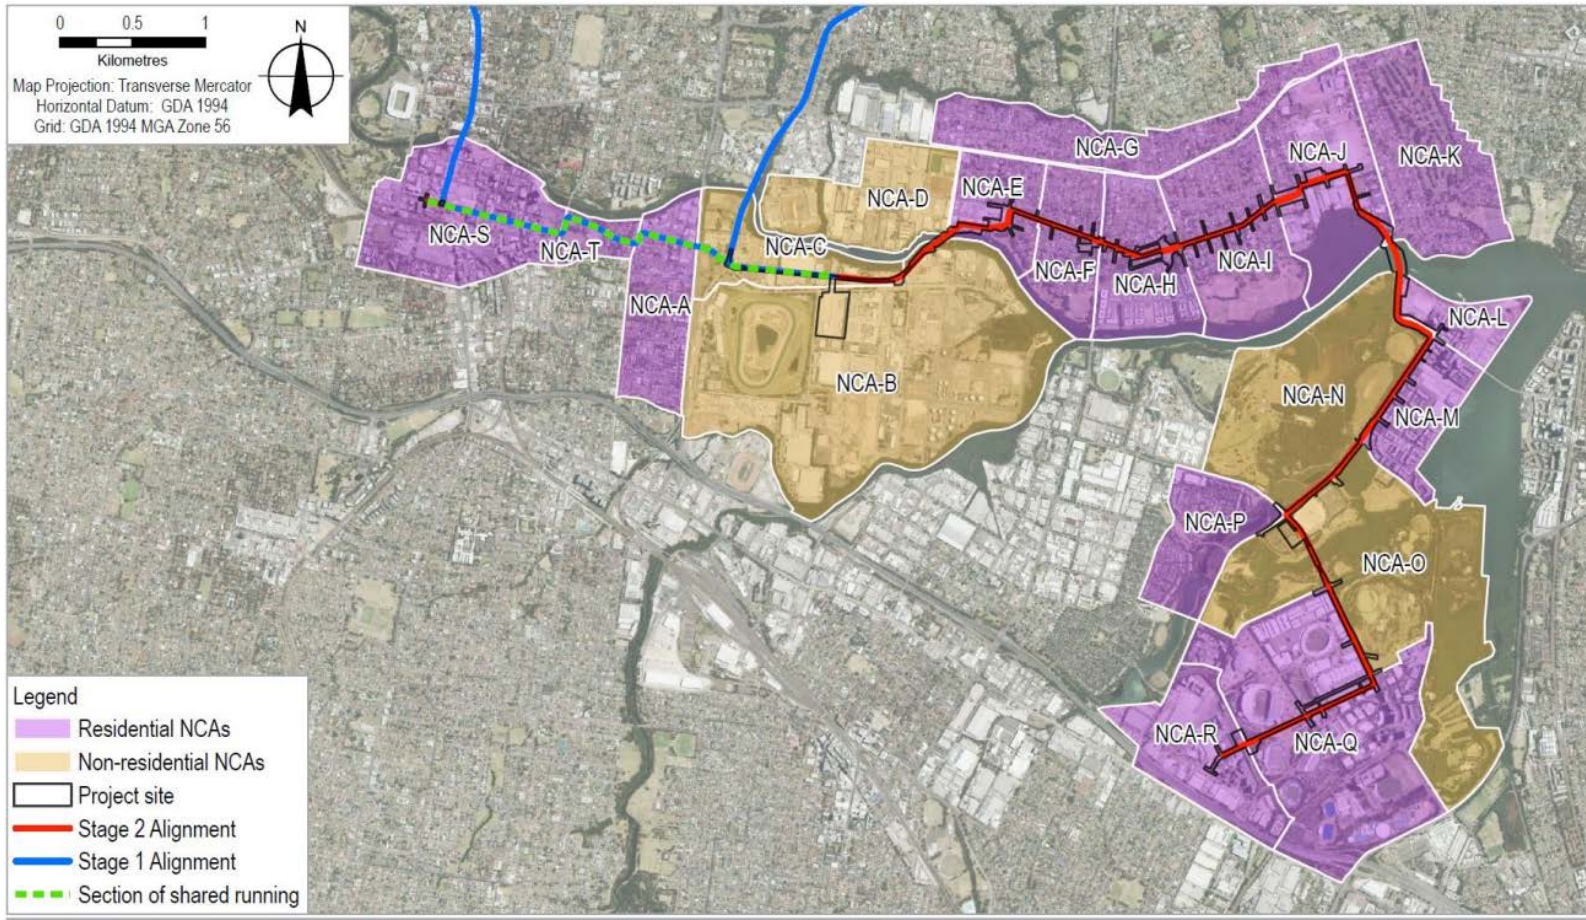 0 0.5 1
Kilometres
N
Map Projection: Transverse Mercator
Horizontal Datum: GDA 1994
Grid: GDA 1994 MGA Zone 56
NCA-G
NCA-J
NCA-K
NCA-D
NCA-E
NCA-S
NCA-T
NCA-C
NCA-F
NCA-H
NCA-I
NCA-A
NCA-L
NCA-B
NCA-N
NCA-M
NCA-P
NCA-O
NCA-R
NCA-Q
Legend
Residential NCAs
Non-residential NCAs
Project site
Stage 2 Alignment
Stage 1 Alignment
Section of shared running